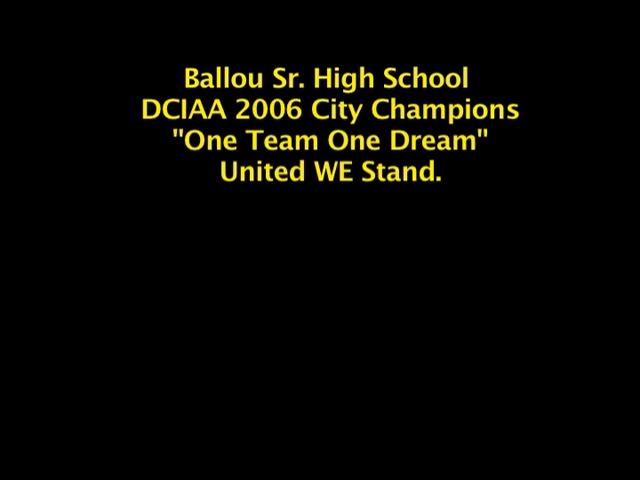 Ballou Sr. High School
DCIAA 2006 City Champions
"One Team One Dream"
United WE Stand.